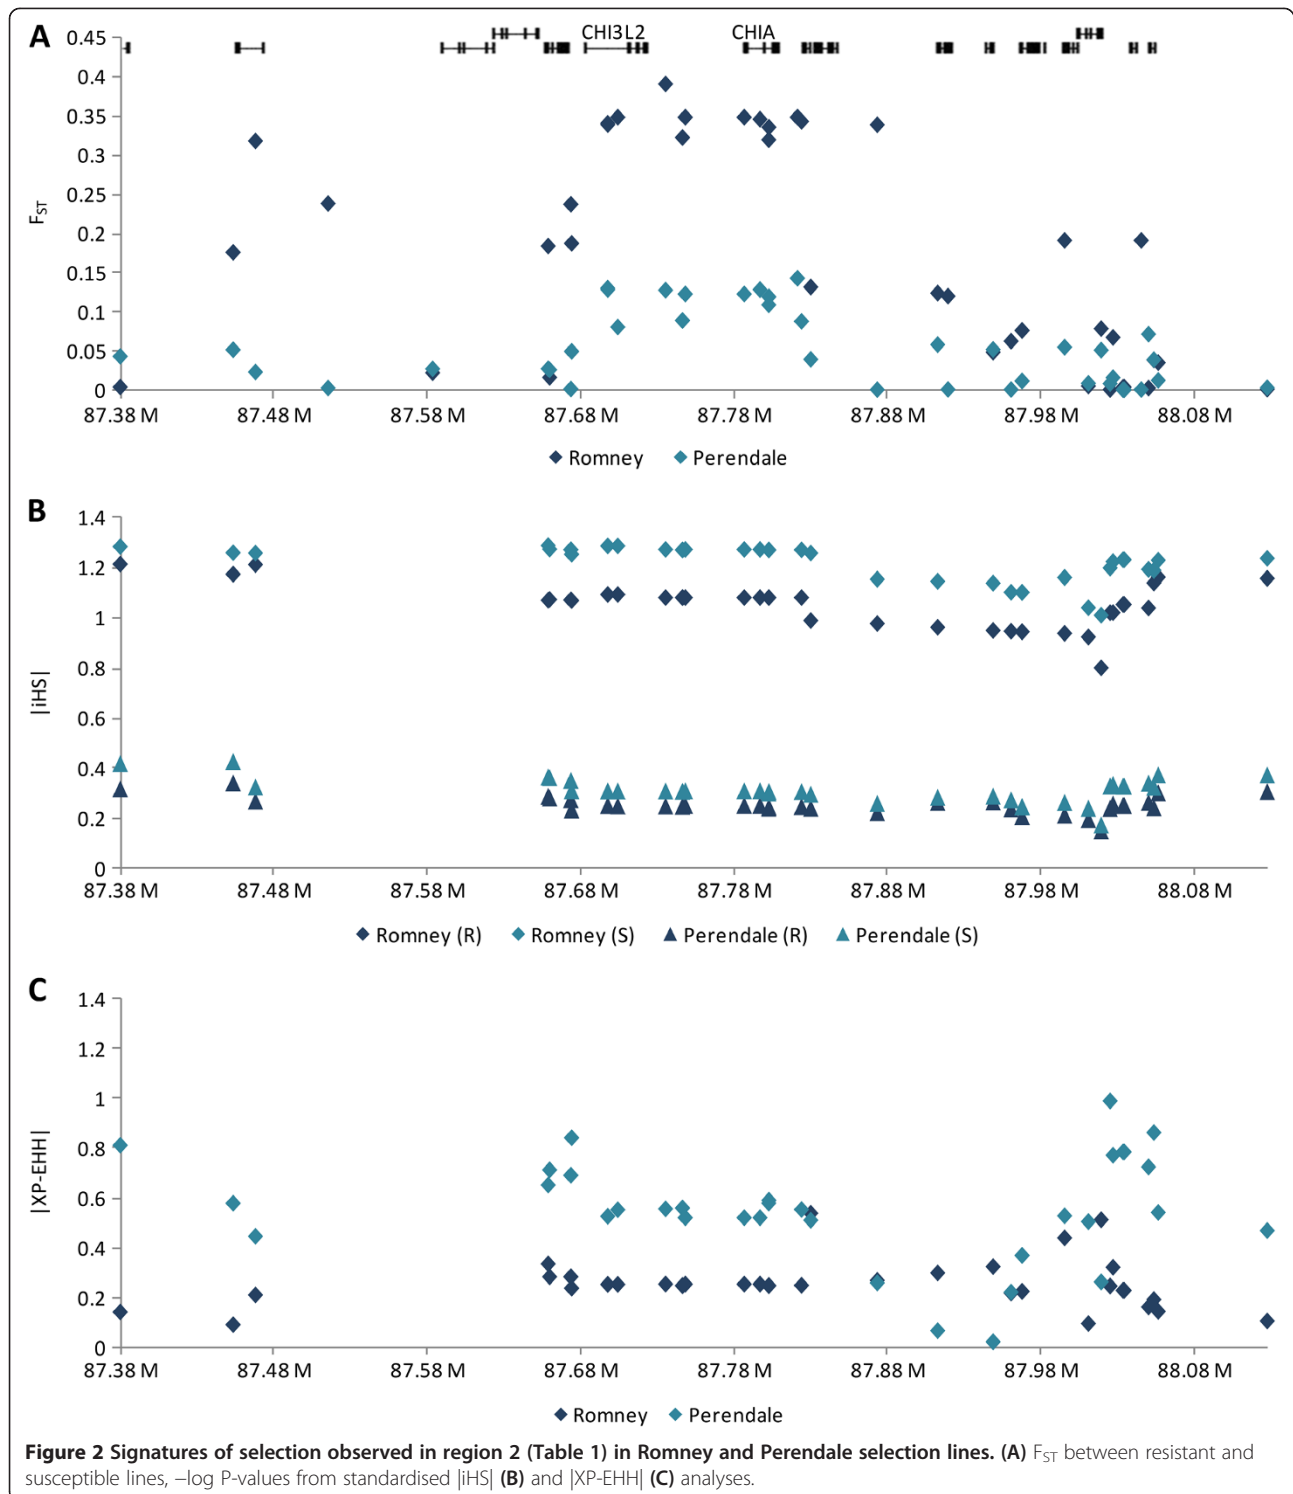 A
CHI3L2 CHIA
0.45
0.4
0.35
0.3
0.25
0.2
0.15
0.1
0.05
0
FST
87.38 M 87.48 M 87.58 M 87.68 M 87.78 M 87.88 M 87.98 M 88.08 M
Romney Perendale
B
1.4
1.2
1
0.8
0.6
0.4
0.2
0
|iHS|
87.38 M 87.48 M 87.58 M 87.68 M 87.78 M 87.88 M 87.98 M 88.08 M
Romney (R) Romney (S) Perendale (R) Perendale (S)
C
1.4
1.2
1
0.8
0.6
0.4
0.2
0
|XP-EHH|
87.38 M 87.48 M 87.58 M 87.68 M 87.78 M 87.88 M 87.98 M 88.08 M
Romney Perendale
Figure 2 Signatures of selection observed in region 2 (Table 1) in Romney and Perendale selection lines. (A) FST between resistant and
susceptible lines, −log P-values from standardised |iHS| (B) and |XP-EHH| (C) analyses.